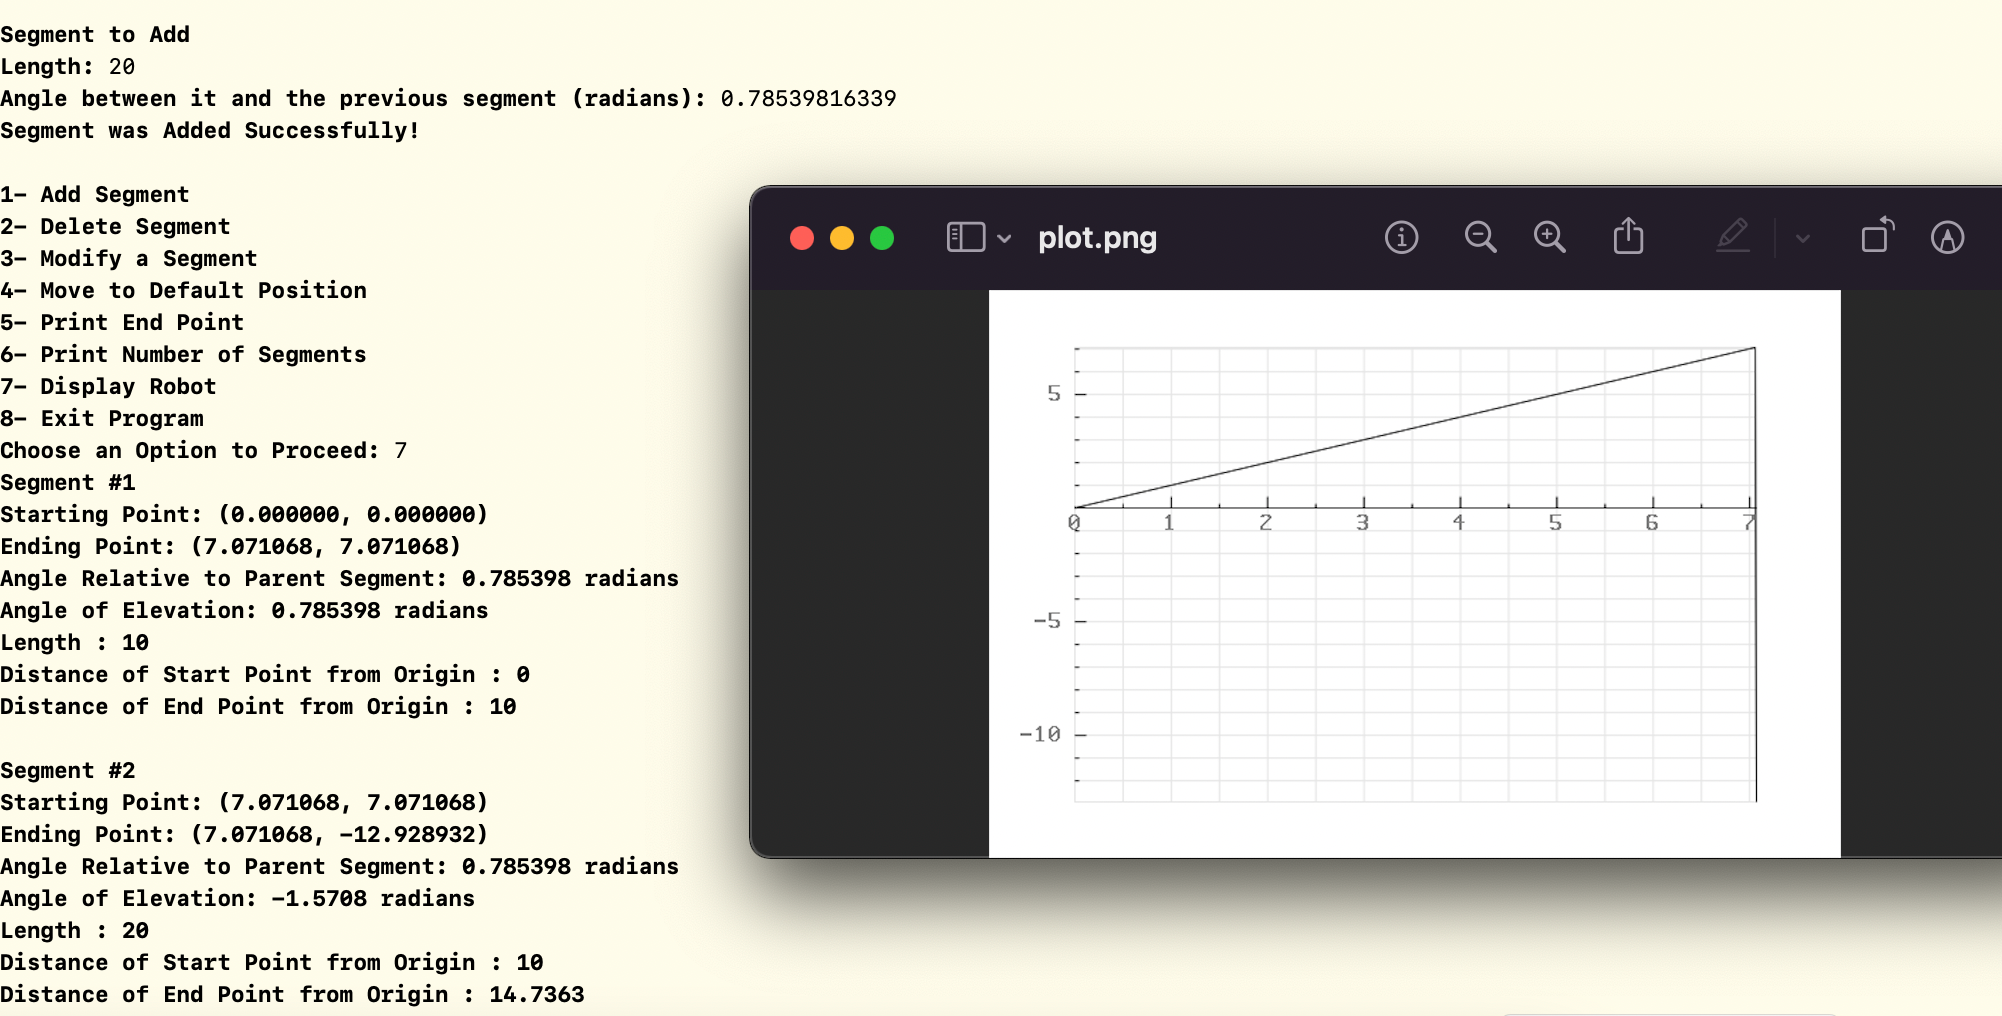 Segment to Add
Length: 20
Angle between it and the previous segment (radians): 0.78539816339
Segment was Added Successfully!
1- Add Segment
2- Delete Segment
3- Modify a Segment
4- Move to Default Position
5- Print End Point
6- Print Number of Segments
7- Display Robot
8- Exit Program
Choose an Option to Proceed: 7
Segment #1
Starting Point: (0.000000, 0.000000)
Ending Point: (7.071068, 7.071068)
Angle Relative to Parent Segment: 0.785398 radians
Angle of Elevation: 0.785398 radians
Length : 10
Distance of Start Point from Origin : 0
Distance of End Point from Origin : 10
Segment #2
Starting Point: (7.071068, 7.071068)
Ending Point: (7.071068, -12.928932)
Angle Relative to Parent Segment: 0.785398 radians
Angle of Elevation: -1.5708 radians
Length : 20
Distance of Start Point from Origin : 10
Distance of End Point from Origin : 14.7363
plot.png
5
0 1 2 3 4 5 6 7
-5
-10